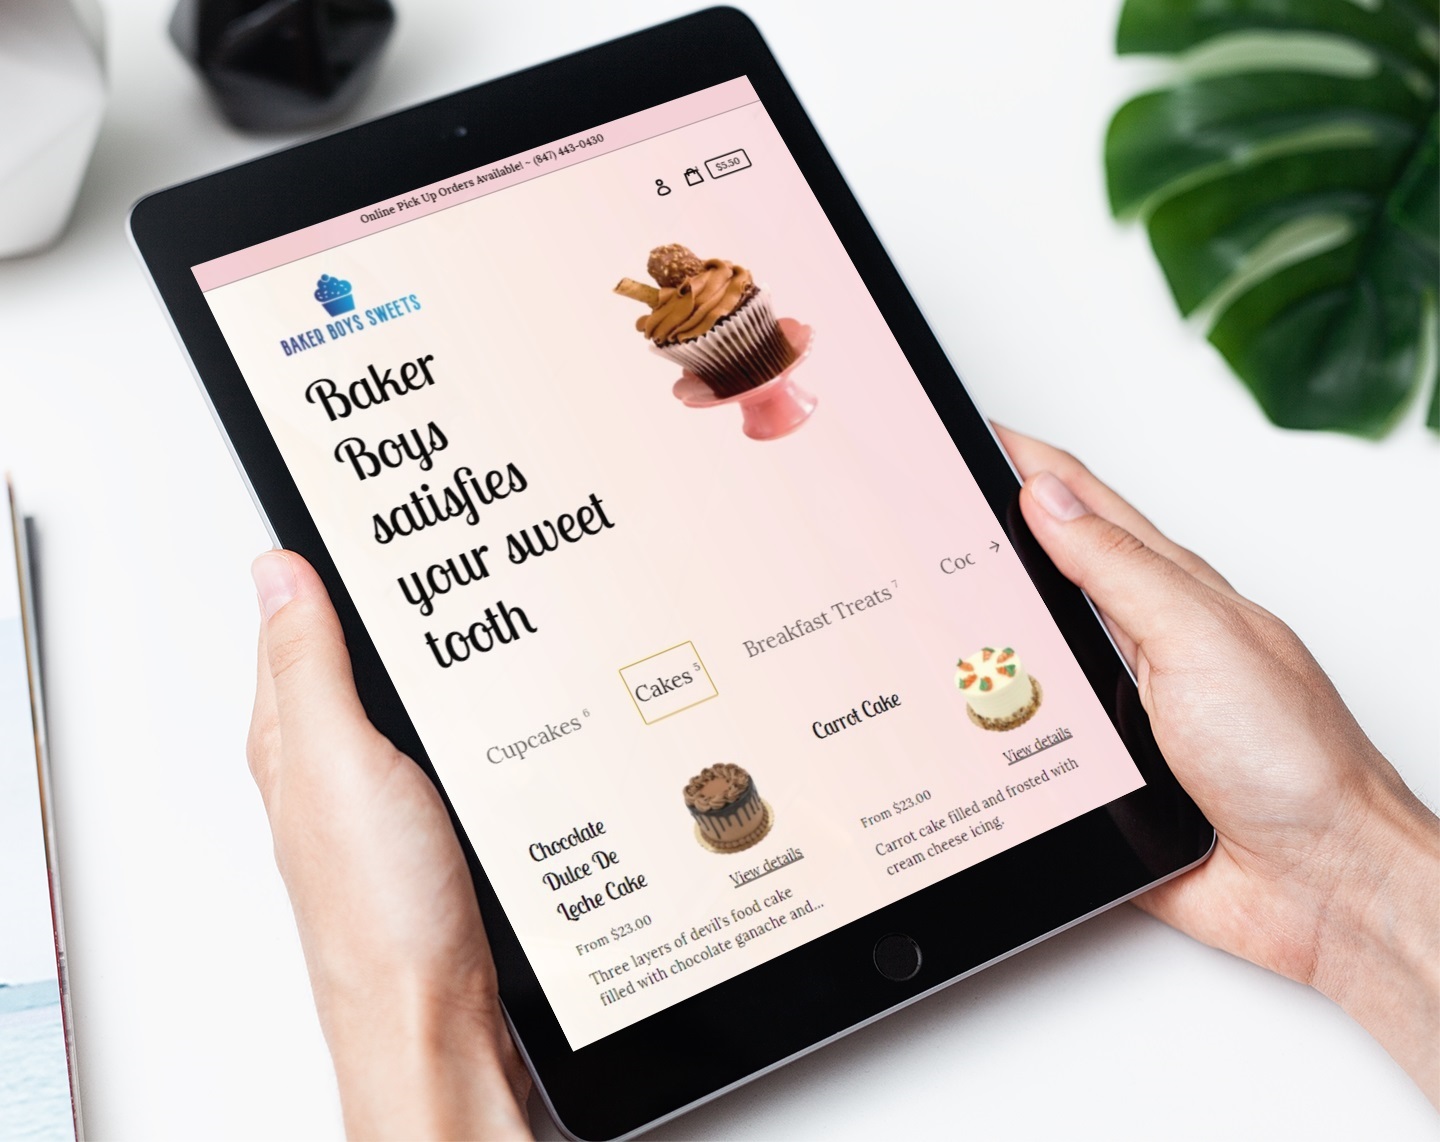 Online Pick Up Orders Available! ~ (847) 443-0430
$5.50
BAKER BOYS SWEETS
Baker
Boys
satisfies
your sweet
tooth
Cupcakes 6
Cakes 5
Breakfast Treats 7
Coc →
Chocolate
Dulce De
Leche Cake
View details
From $23.00
Three layers of devil's food cake
filled with chocolate ganache and...
Carrot Cake
View details
From $23.00
Carrot cake filled and frosted with
cream cheese icing.